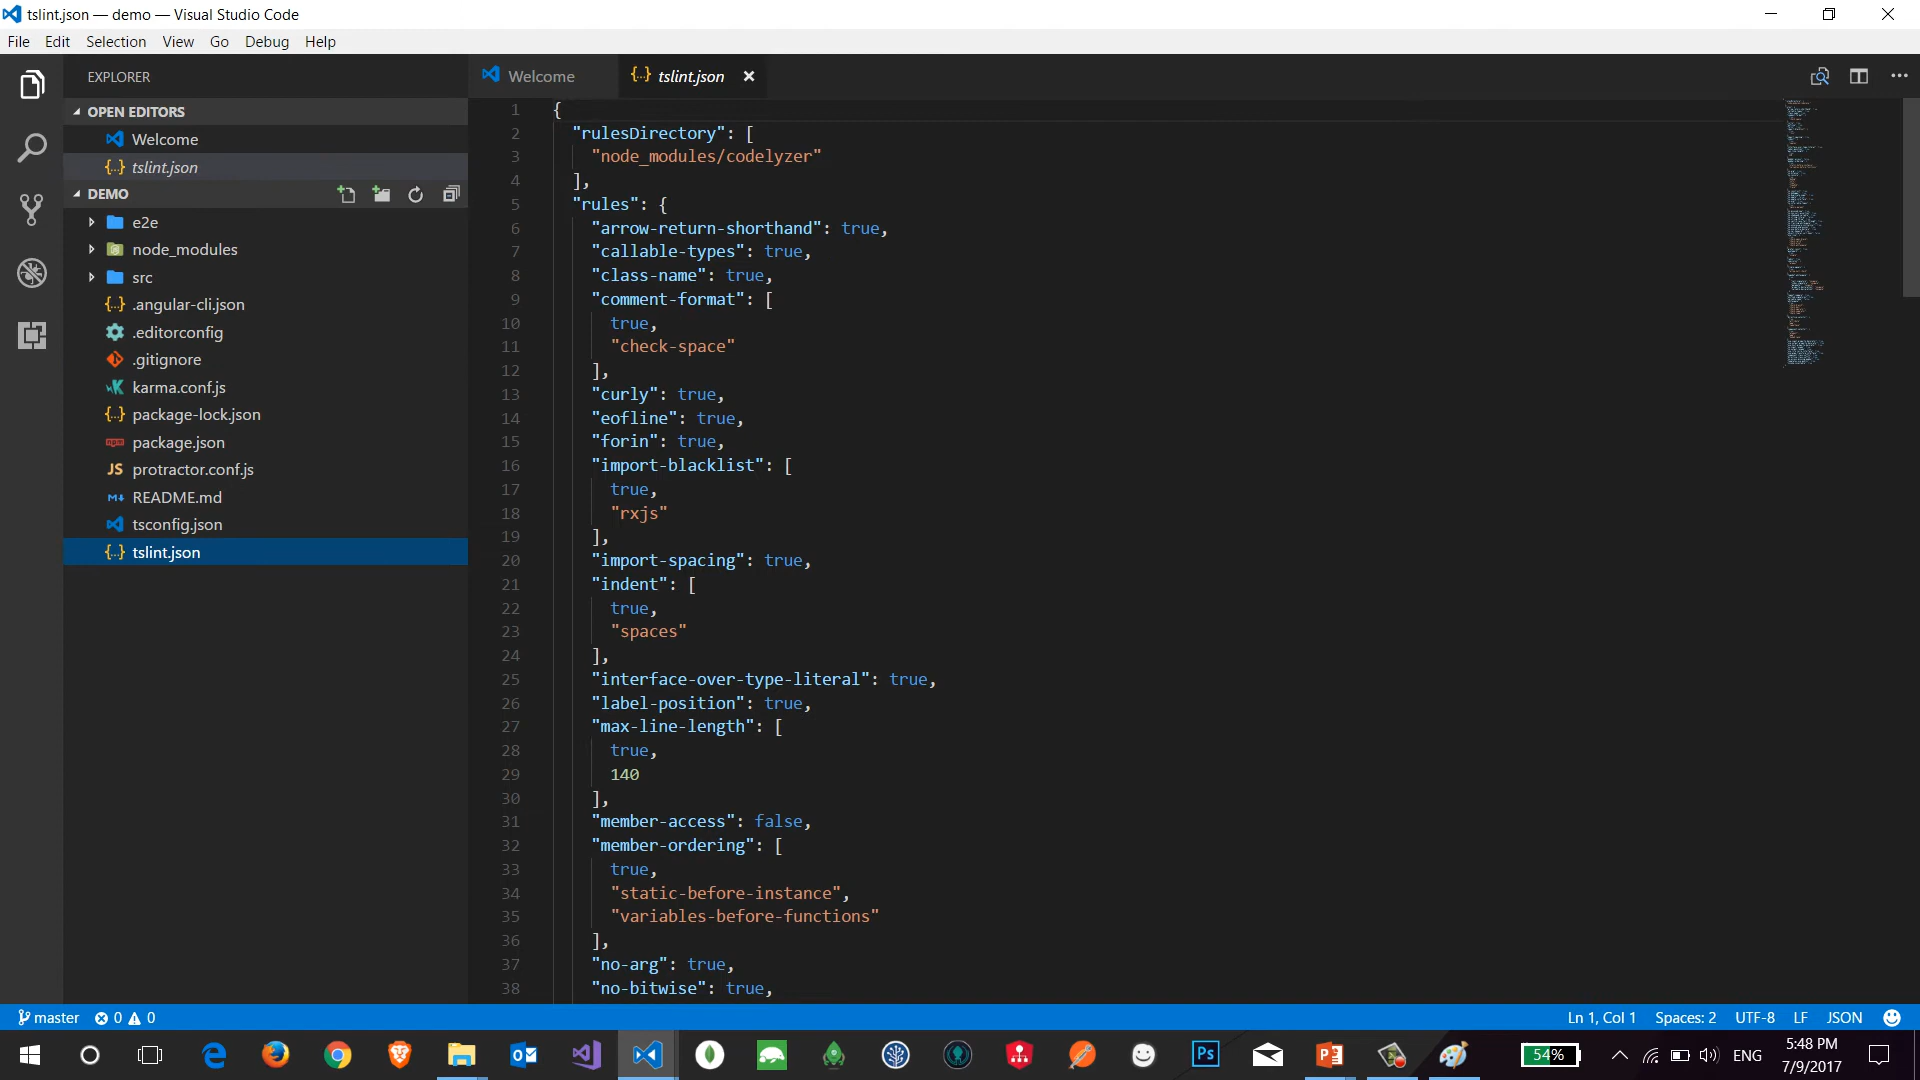 tslint.json — demo — Visual Studio Code
File Edit Selection View Go Debug Help
EXPLORER
OPEN EDITORS
Welcome
{..} tslint.json
DEMO
e2e
node_modules
src
{..} .angular-cli.json
.editorconfig
.gitignore
karma.conf.js
{..} package-lock.json
package.json
JS protractor.conf.js
M↓ README.md
tsconfig.json
{..} tslint.json
Welcome {..} tslint.json
1 {
2 "rulesDirectory": [
3 "node_modules/codelyzer"
4 ],
5 "rules": {
6 "arrow-return-shorthand": true,
7 "callable-types": true,
8 "class-name": true,
9 "comment-format": [
10 true,
11 "check-space"
12 ],
13 "curly": true,
14 "eofline": true,
15 "forin": true,
16 "import-blacklist": [
17 true,
18 "rxjs"
19 ],
20 "import-spacing": true,
21 "indent": [
22 true,
23 "spaces"
24 ],
25 "interface-over-type-literal": true,
26 "label-position": true,
27 "max-line-length": [
28 true,
29 140
30 ],
31 "member-access": false,
32 "member-ordering": [
33 true,
34 "static-before-instance",
35 "variables-before-functions"
36 ],
37 "no-arg": true,
38 "no-bitwise": true,
master 0 0 Ln 1, Col 1 Spaces: 2 UTF-8 LF JSON
Ps 54% ENG 5:48 PM
7/9/2017